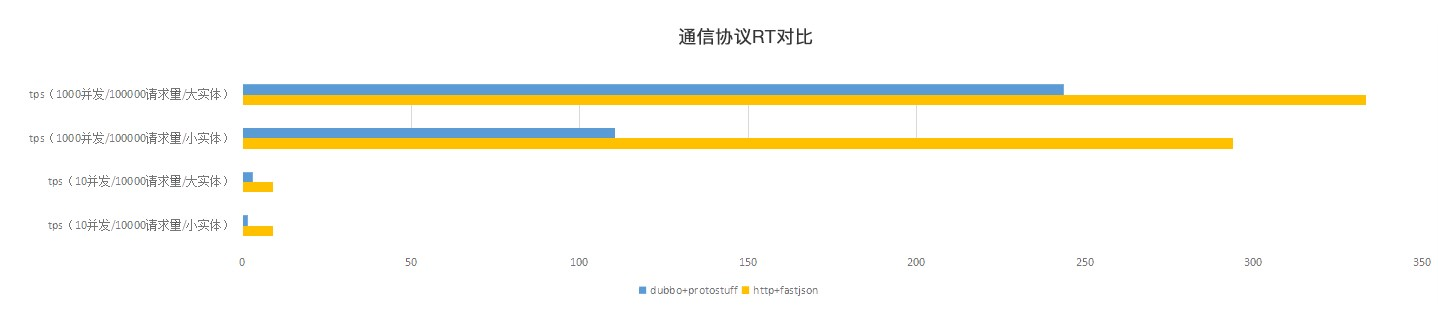 通信协议RT对比
tps（1000并发/100000请求量/大实体）
tps（1000并发/100000请求量/小实体）
tps（10并发/10000请求量/大实体）
tps（10并发/10000请求量/小实体）
0 50 100 150 200 250 300 350
dubbo+protostuff http+fastjson